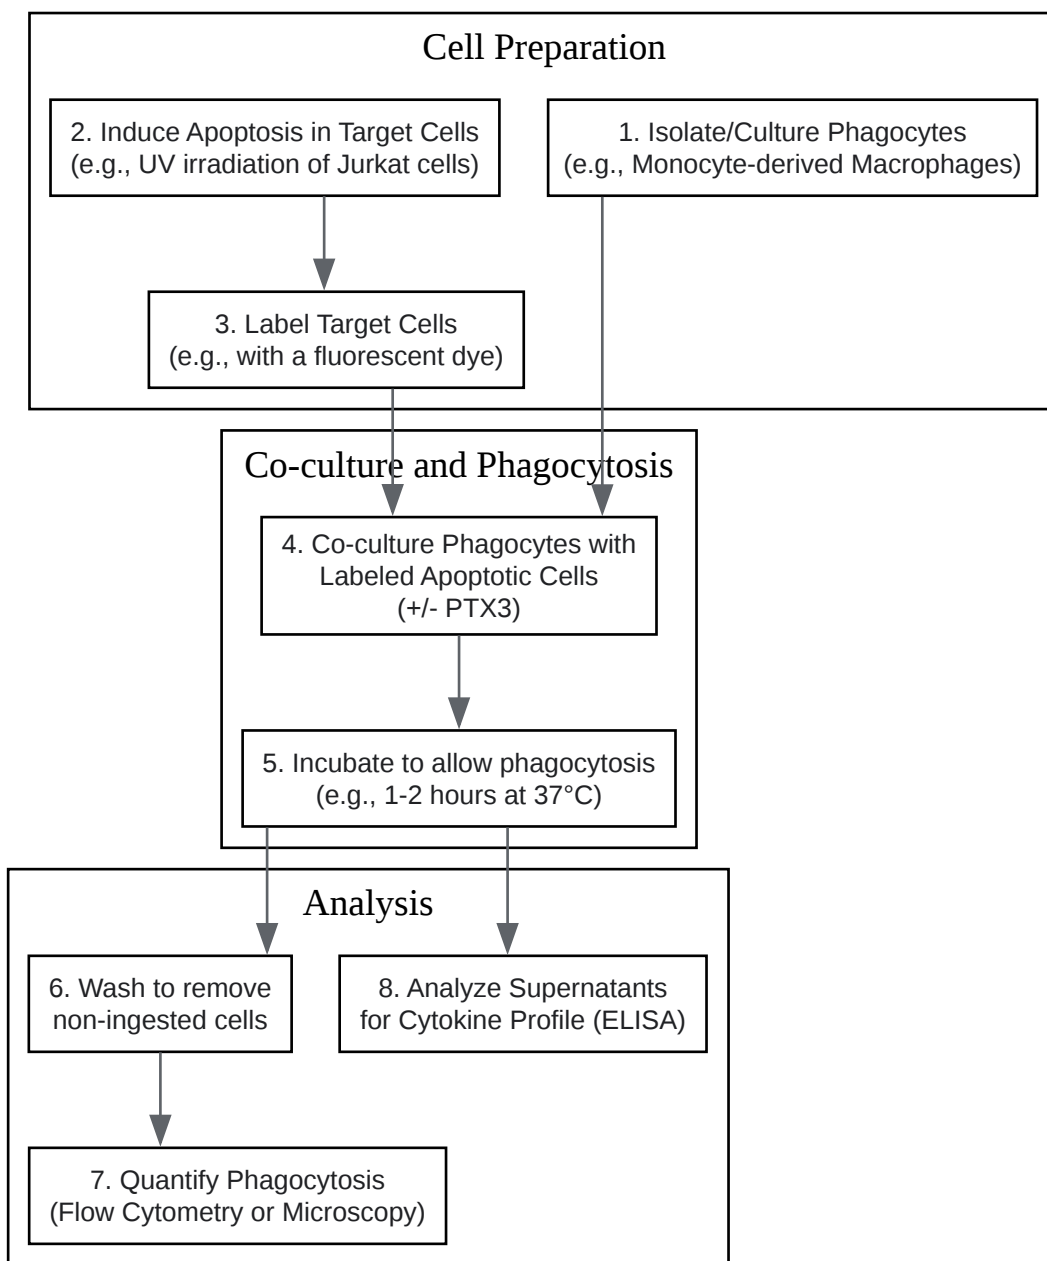 Cell Preparation
2. Induce Apoptosis in Target Cells
(e.g., UV irradiation of Jurkat cells)
1. Isolate/Culture Phagocytes
(e.g., Monocyte-derived Macrophages)
3. Label Target Cells
(e.g., with a fluorescent dye)
Co-culture and Phagocytosis
4. Co-culture Phagocytes with
Labeled Apoptotic Cells
(+/- PTX3)
5. Incubate to allow phagocytosis
(e.g., 1-2 hours at 37°C)
Analysis
6. Wash to remove
non-ingested cells
8. Analyze Supernatants
for Cytokine Profile (ELISA)
7. Quantify Phagocytosis
(Flow Cytometry or Microscopy)